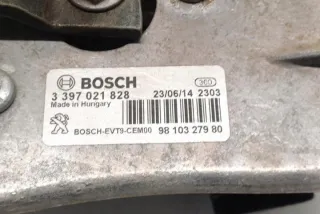 BOSCH
3 397 021 828 23/06/14 2303
Made in Hungary
BOSCH-EVT9-CEM00 98 103 279 80